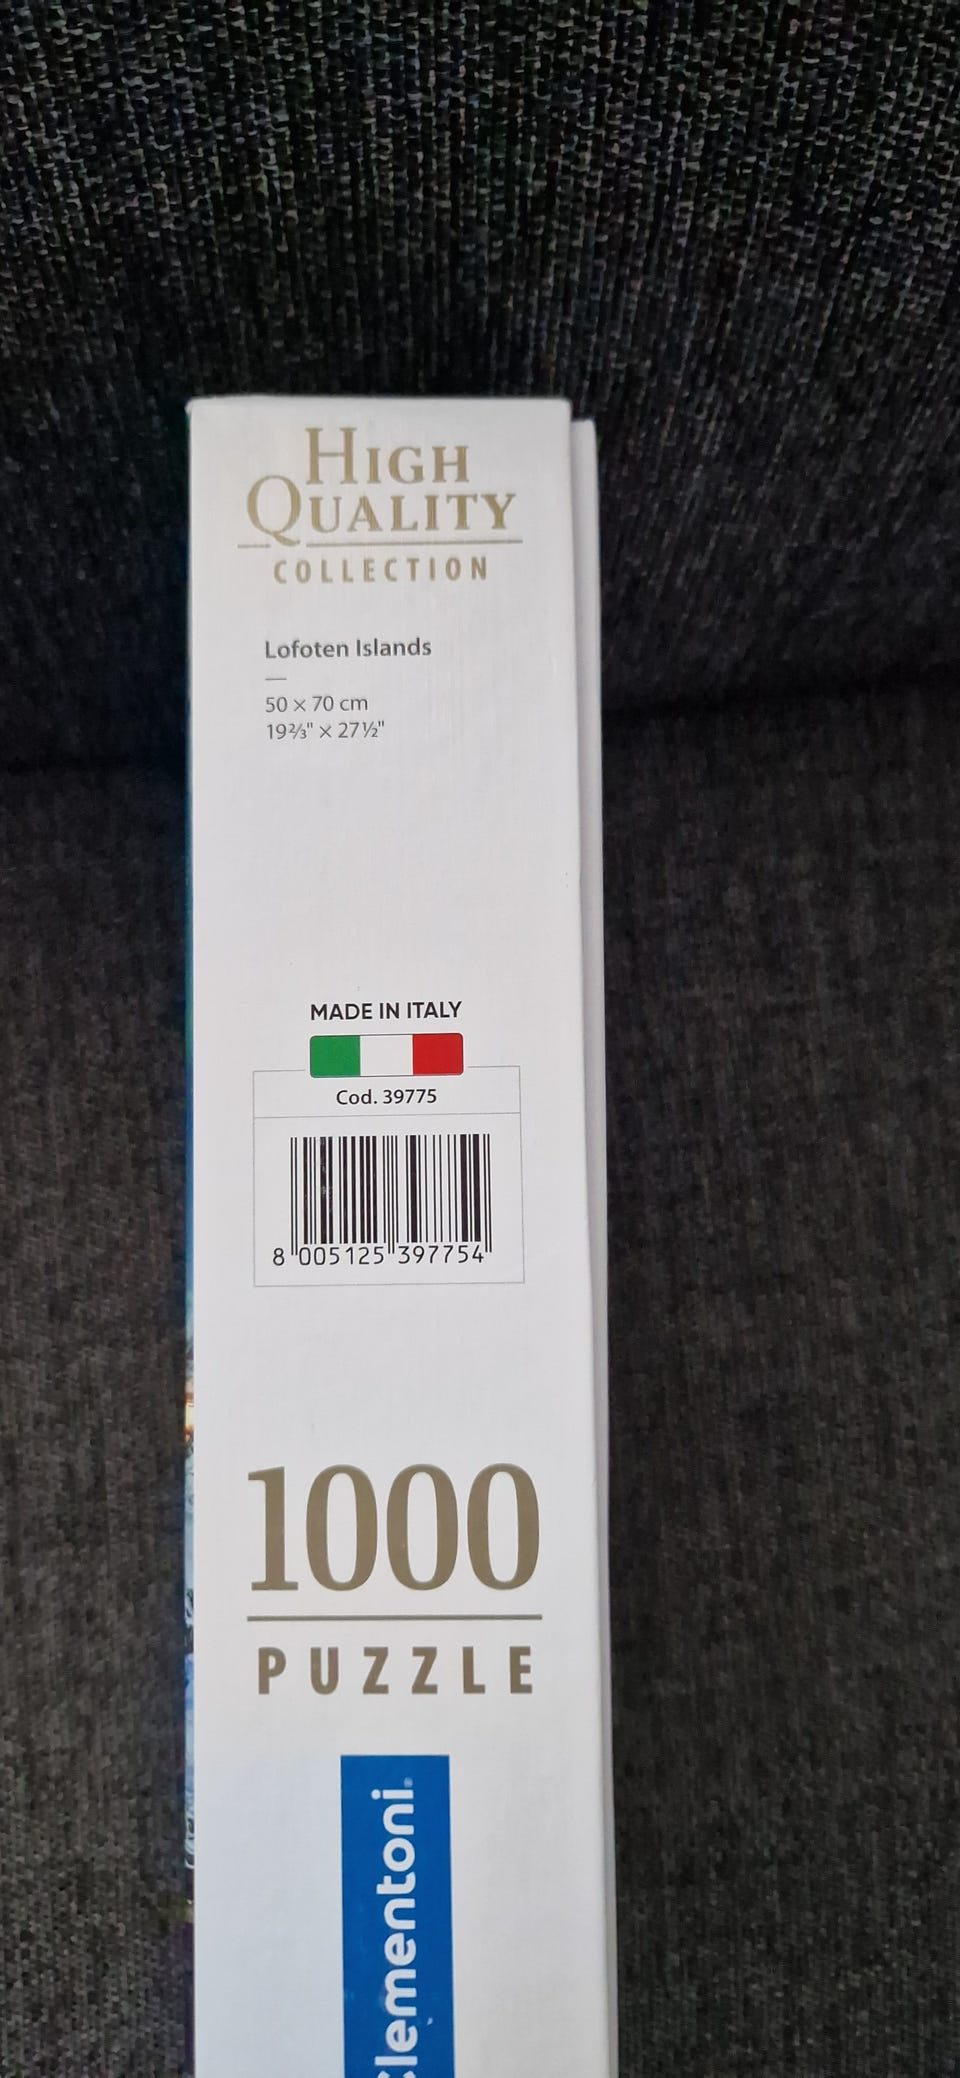 HIGH
QUALITY
COLLECTION
Lofoten Islands
50 × 70 cm
19⅔" × 27½"
MADE IN ITALY
Cod. 39775
8 005125 397754
1000
PUZZLE
clementoni®